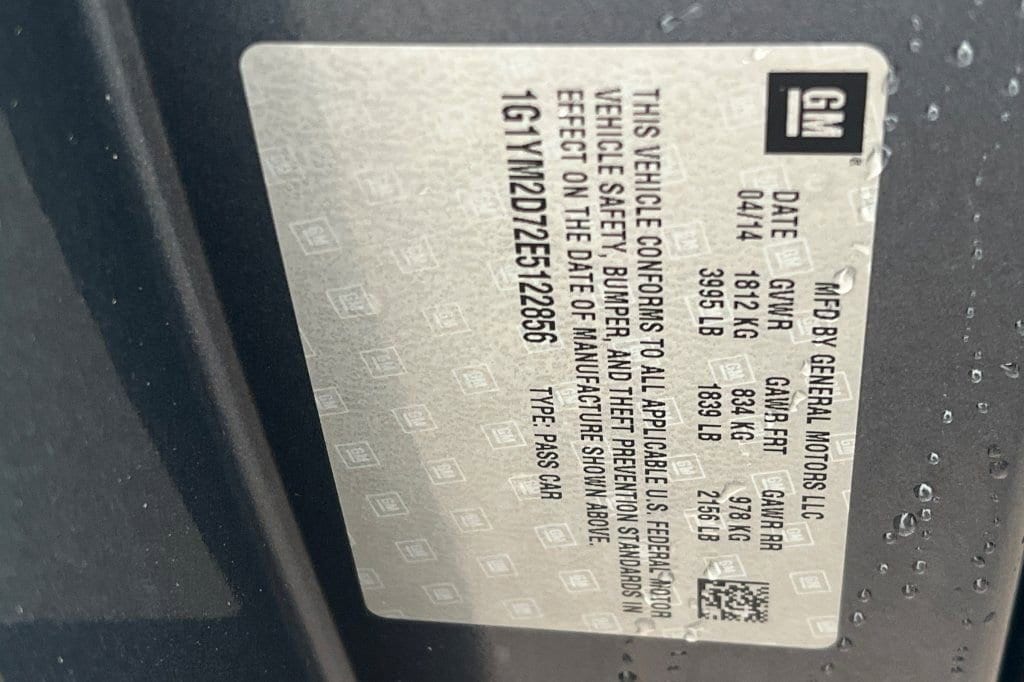 GM
MFD BY GENERAL MOTORS LLC
DATE GVWR GAWR FRT GAWR RR
04/14 1812 KG 834 KG 978 KG
3995 LB 1839 LB 2156 LB
THIS VEHICLE CONFORMS TO ALL APPLICABLE U.S. FEDERAL MOTOR
VEHICLE SAFETY, BUMPER, AND THEFT PREVENTION STANDARDS IN
EFFECT ON THE DATE OF MANUFACTURE SHOWN ABOVE.
1G1YM2D72E5122856 TYPE: PASS CAR